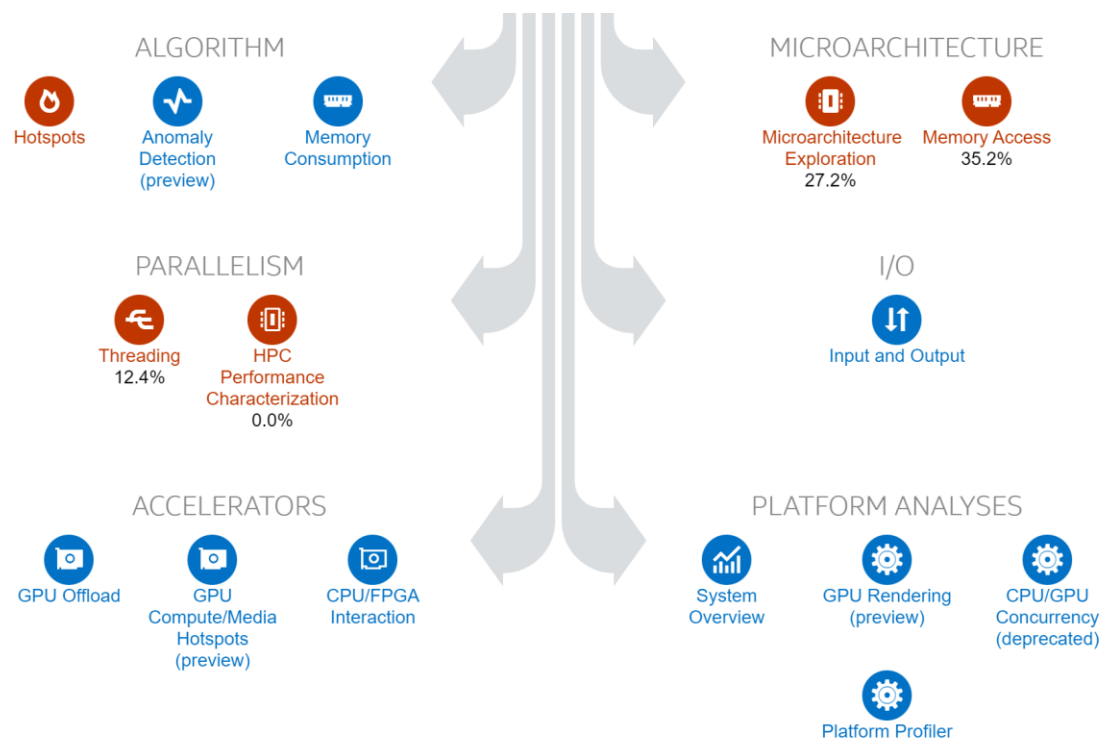 ALGORITHM
Hotspots
Anomaly
Detection
(preview)
Memory
Consumption
MICROARCHITECTURE
Microarchitecture
Exploration
27.2%
Memory Access
35.2%
PARALLELISM
Threading
12.4%
HPC
Performance
Characterization
0.0%
I/O
Input and Output
ACCELERATORS
GPU Offload
GPU
Compute/Media
Hotspots
(preview)
CPU/FPGA
Interaction
PLATFORM ANALYSES
System
Overview
GPU Rendering
(preview)
CPU/GPU
Concurrency
(deprecated)
Platform Profiler